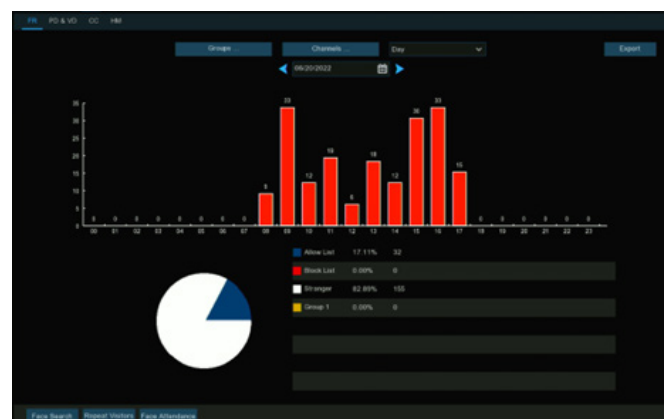 FR PD & VD CC HM
Groups ... Channels ... Day Export
06/20/2022
35
30
25
20
15
10
5
0
0 0 0 0 0 0 0 0 9 33 12 19 6 18 12 30 33 15 0 0 0 0 0 0
00 01 02 03 04 05 06 07 08 09 10 11 12 13 14 15 16 17 18 19 20 21 22 23
Allow List 17.11% 32
Block List 0.00% 0
Stranger 82.89% 155
Group 1 0.00% 0
Face Search Repeat Visitors Face Attendance